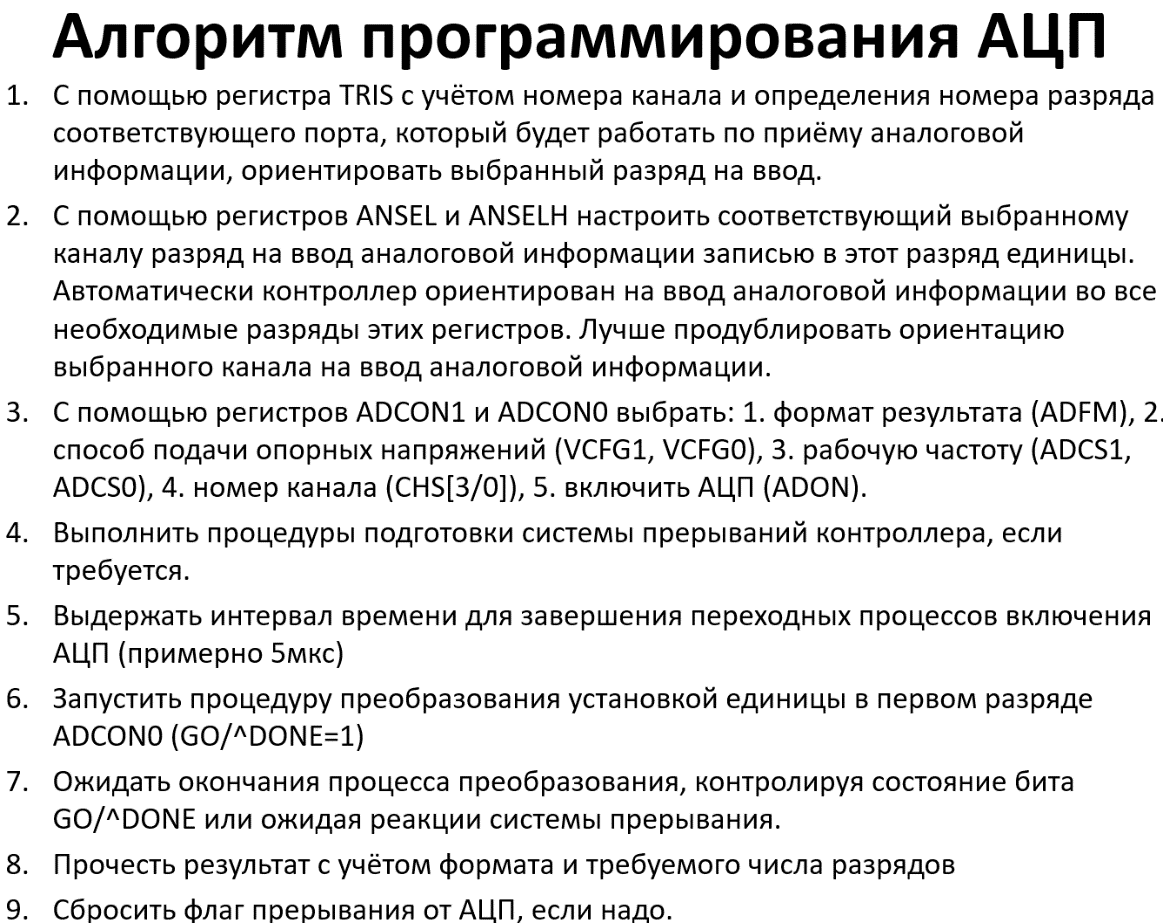 Алгоритм программирования АЦП
1. С помощью регистра TRIS с учётом номера канала и определения номера разряда
соответствующего порта, который будет работать по приёму аналоговой
информации, ориентировать выбранный разряд на ввод.
2. С помощью регистров ANSEL и ANSELH настроить соответствующий выбранному
каналу разряд на ввод аналоговой информации записью в этот разряд единицы.
Автоматически контроллер ориентирован на ввод аналоговой информации во все
необходимые разряды этих регистров. Лучше продублировать ориентацию
выбранного канала на ввод аналоговой информации.
3. С помощью регистров ADCON1 и ADCON0 выбрать: 1. формат результата (ADFM), 2.
способ подачи опорных напряжений (VCFG1, VCFG0), 3. рабочую частоту (ADCS1,
ADCS0), 4. номер канала (CHS[3/0]), 5. включить АЦП (ADON).
4. Выполнить процедуры подготовки системы прерываний контроллера, если
требуется.
5. Выдержать интервал времени для завершения переходных процессов включения
АЦП (примерно 5мкс)
6. Запустить процедуру преобразования установкой единицы в первом разряде
ADCON0 (GO/^DONE=1)
7. Ожидать окончания процесса преобразования, контролируя состояние бита
GO/^DONE или ожидая реакции системы прерывания.
8. Прочесть результат с учётом формата и требуемого числа разрядов
9. Сбросить флаг прерывания от АЦП, если надо.